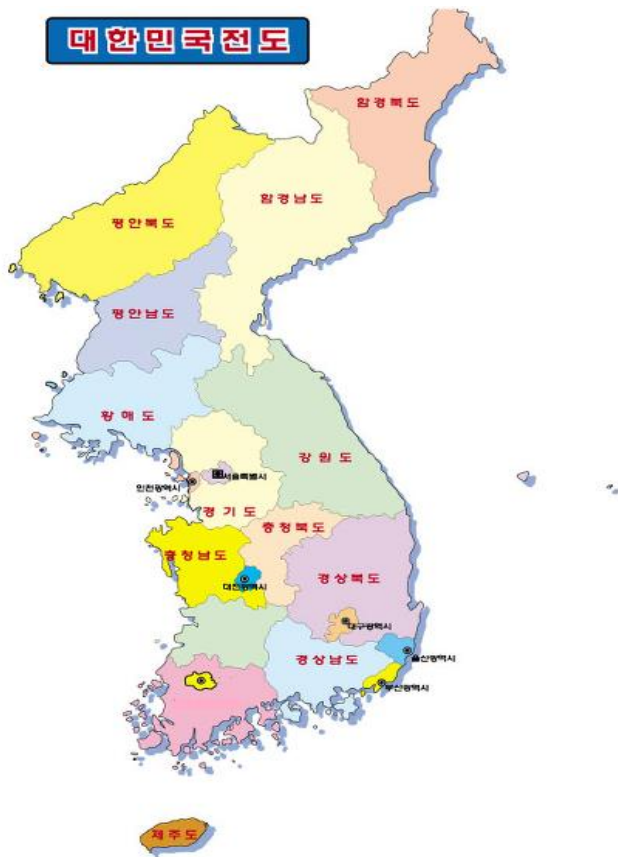 대한민국전도
함경북도
함경남도
평안북도
평안남도
황해도
강원도
서울특별시
인천광역시
경기도
충청북도
충청남도
경상북도
대전광역시
대구광역시
경상남도
울산광역시
부산광역시
제주도